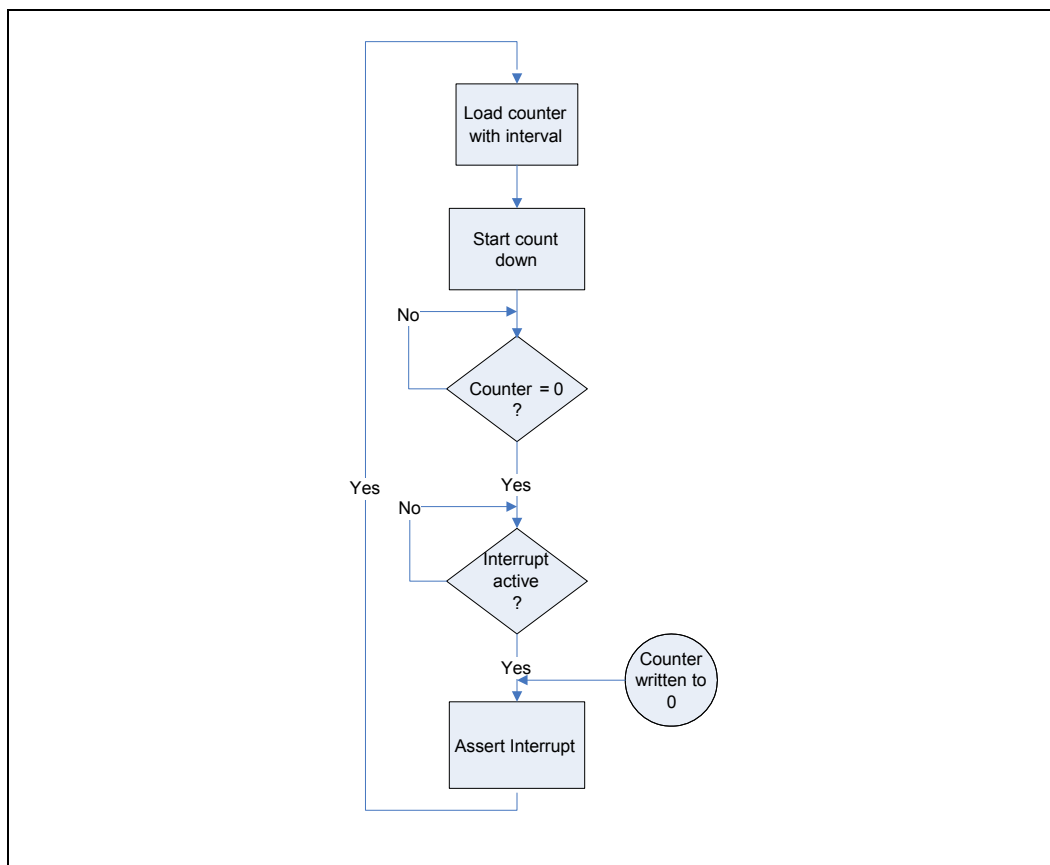 Load counter
with interval
Start count
down
No
Counter = 0
?
Yes
Yes
No
Interrupt
active
?
Yes
Counter
written to
0
Assert Interrupt